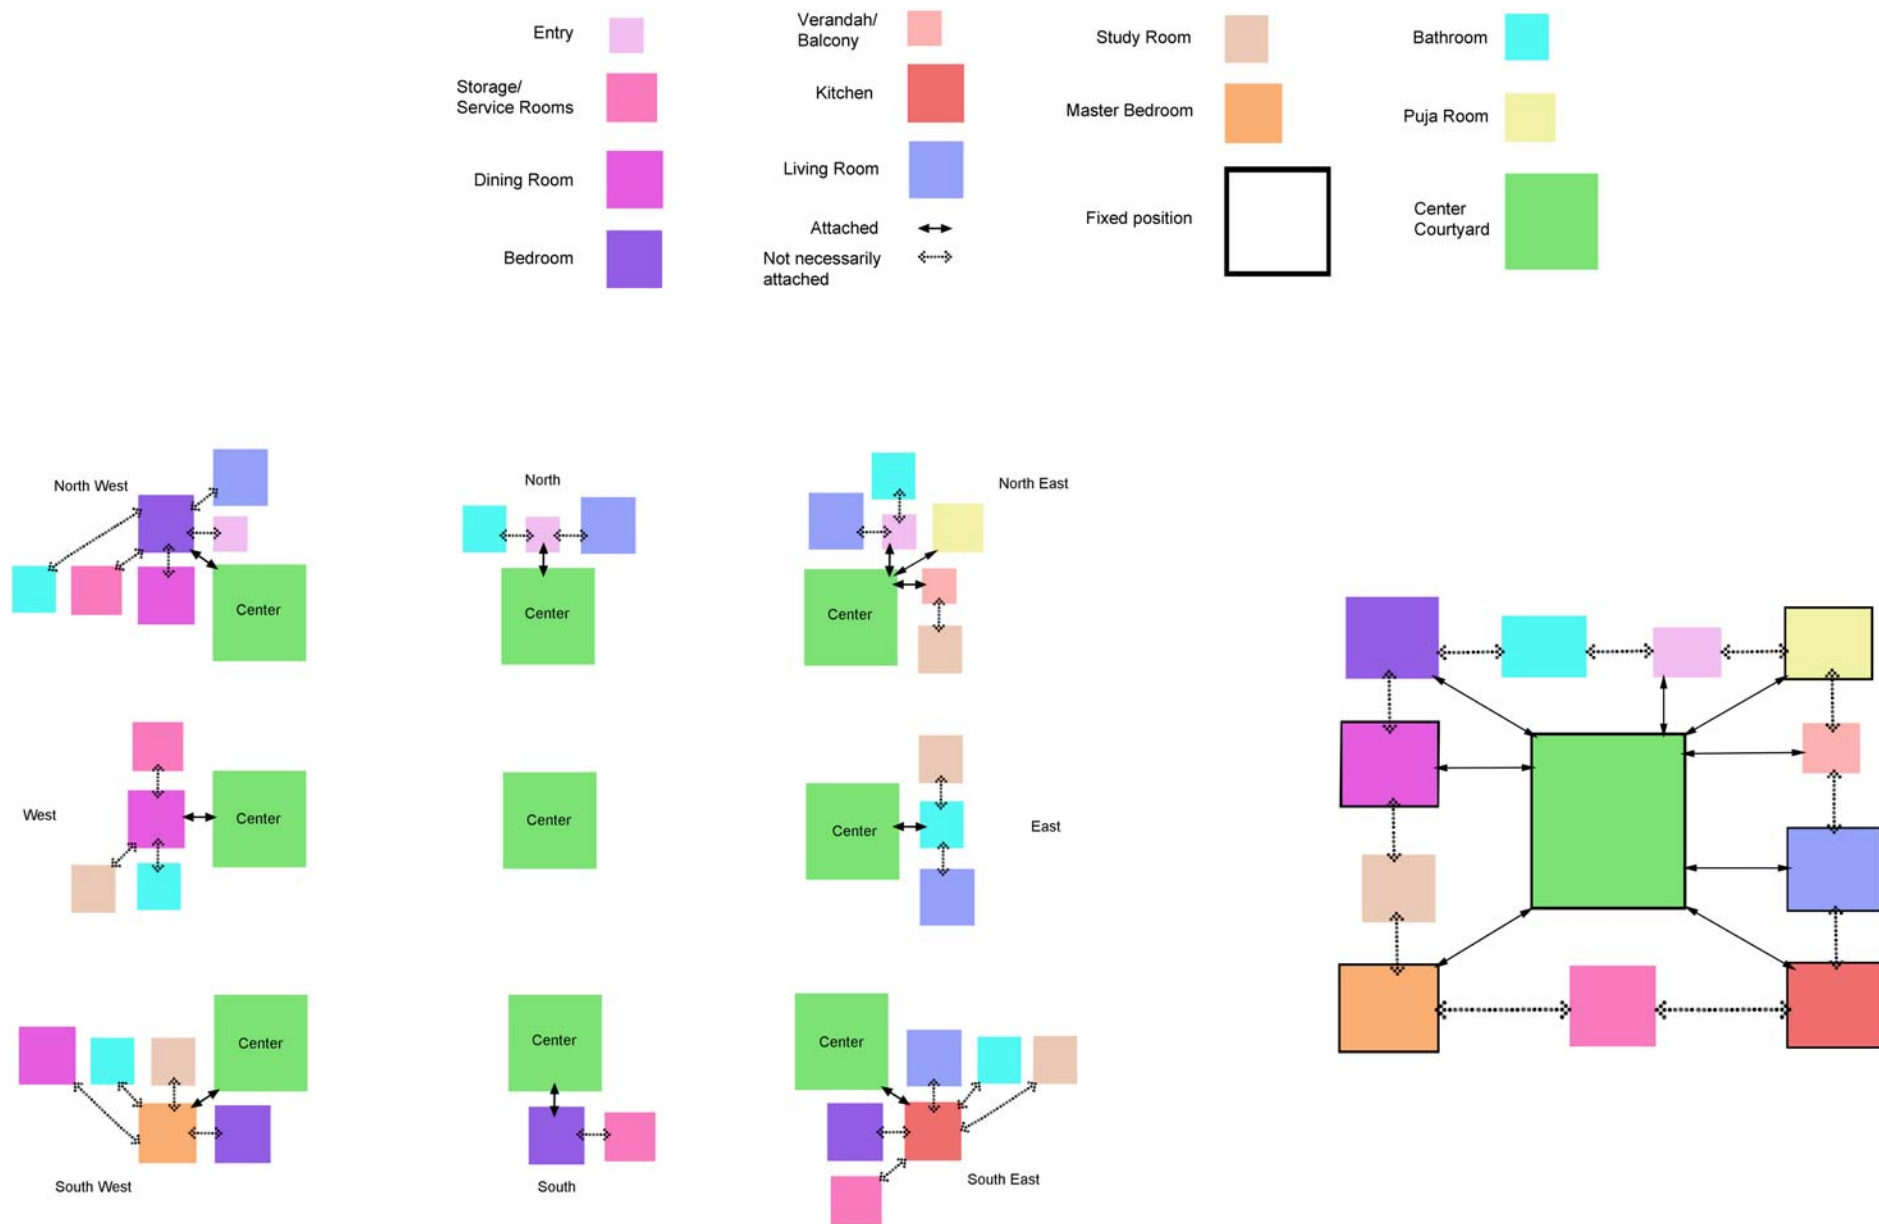 Entry
Storage/
Service Rooms
Dining Room
Bedroom
Verandah/
Balcony
Kitchen
Living Room
Attached
Not necessarily
attached
Study Room
Master Bedroom
Fixed position
Bathroom
Puja Room
Center
Courtyard
North West
Center
North
Center
North East
Center
West
Center
Center
East
Center
South West
Center
South
Center
South East
Center